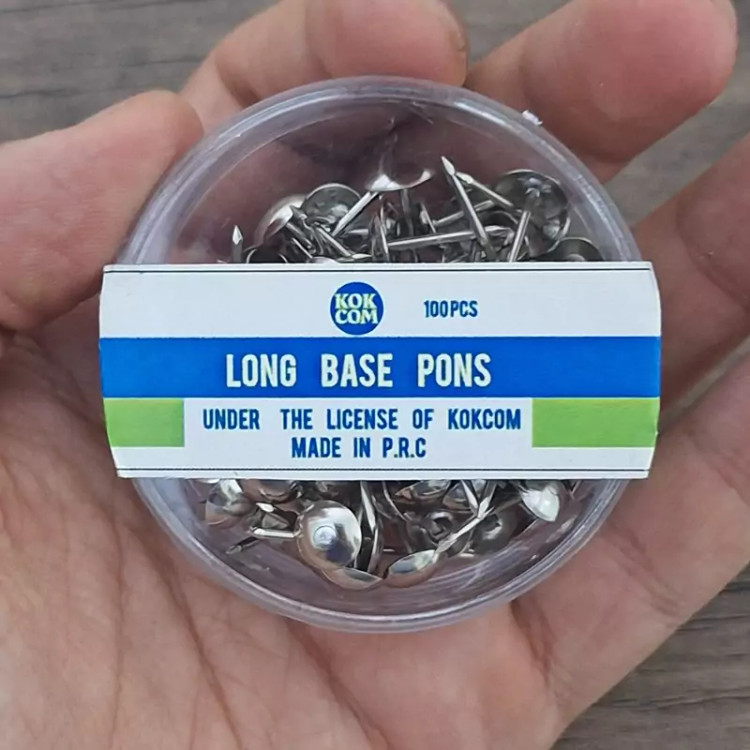 KOK
COM
100PCS
LONG BASE PONS
UNDER THE LICENSE OF KOKCOM
MADE IN P.R.C